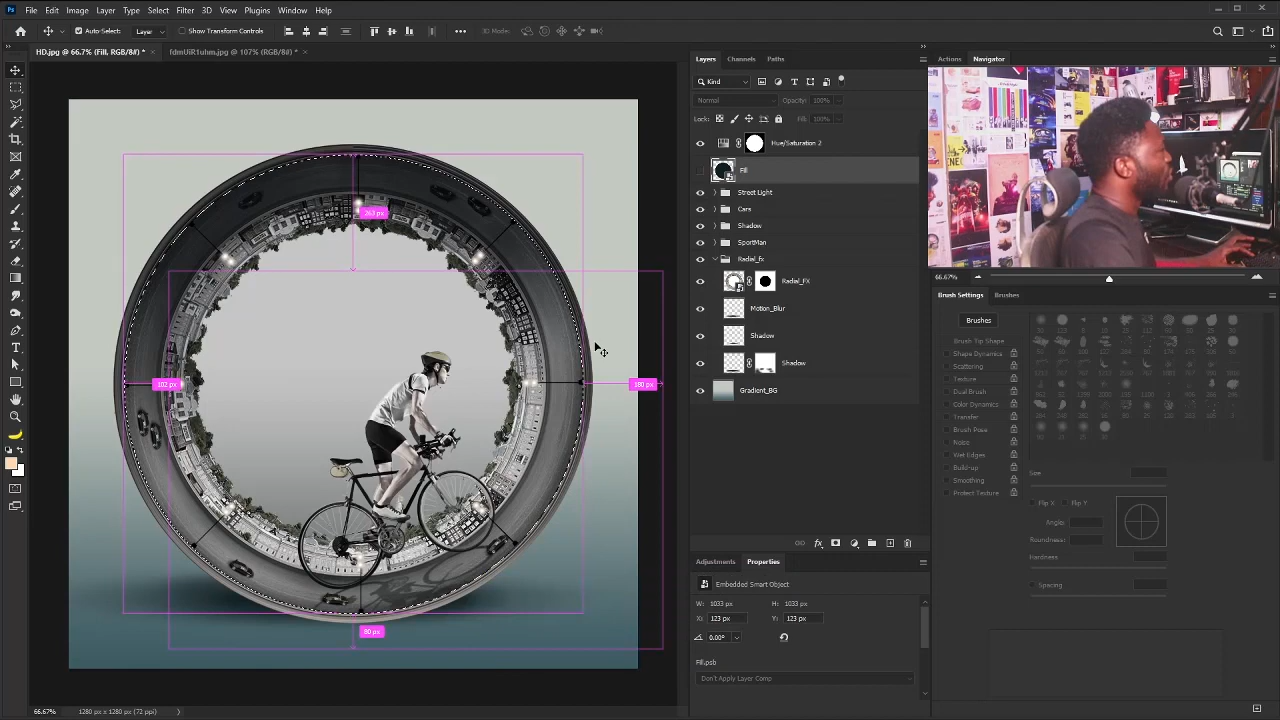 Ps File Edit Image Layer Type Select Filter 3D View Plugins Window Help
Auto-Select: Layer Show Transform Controls 3D Mode:
HD.jpg @ 66.7% (Fill, RGB/8#) * × fdmUiR1uhm.jpg @ 107% (RGB/8#) * ×
Layers Channels Paths
Actions Navigator
Kind
Normal Opacity: 100%
Lock: Fill: 100%
Hue/Saturation 2
Fill
Street Light
Cars
Shadow
SportMan
Radial_fx
Radial_FX
Motion_Blur
Shadow
Shadow
Gradient_BG
263 px
102 px
380 px
80 px
66.67%
Brush Settings Brushes
Brushes
Brush Tip Shape
Shape Dynamics
Scattering
Texture
Dual Brush
Color Dynamics
Transfer
Brush Pose
Noise
Wet Edges
Build-up
Smoothing
Protect Texture
Size
Flip X Flip Y
Angle:
Roundness:
Hardness
Spacing
Adjustments Properties
Embedded Smart Object
W: 1033 px H: 1033 px
X: 123 px Y: 123 px
0.00°
Fill.psb
Don't Apply Layer Comp
66.67% 1280 px x 1280 px (72 ppi)